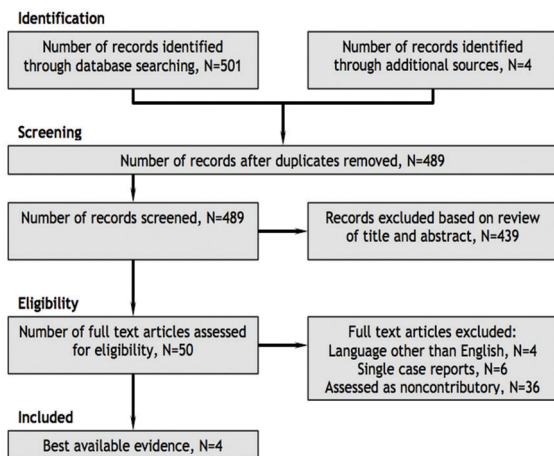 Identification
Number of records identified
through database searching, N=501
Number of records identified
through additional sources, N=4
Screening
Number of records after duplicates removed, N=489
Number of records screened, N=489
Records excluded based on review
of title and abstract, N=439
Eligibility
Number of full text articles assessed
for eligibility, N=50
Full text articles excluded:
Language other than English, N=4
Single case reports, N=6
Assessed as noncontributory, N=36
Included
Best available evidence, N=4